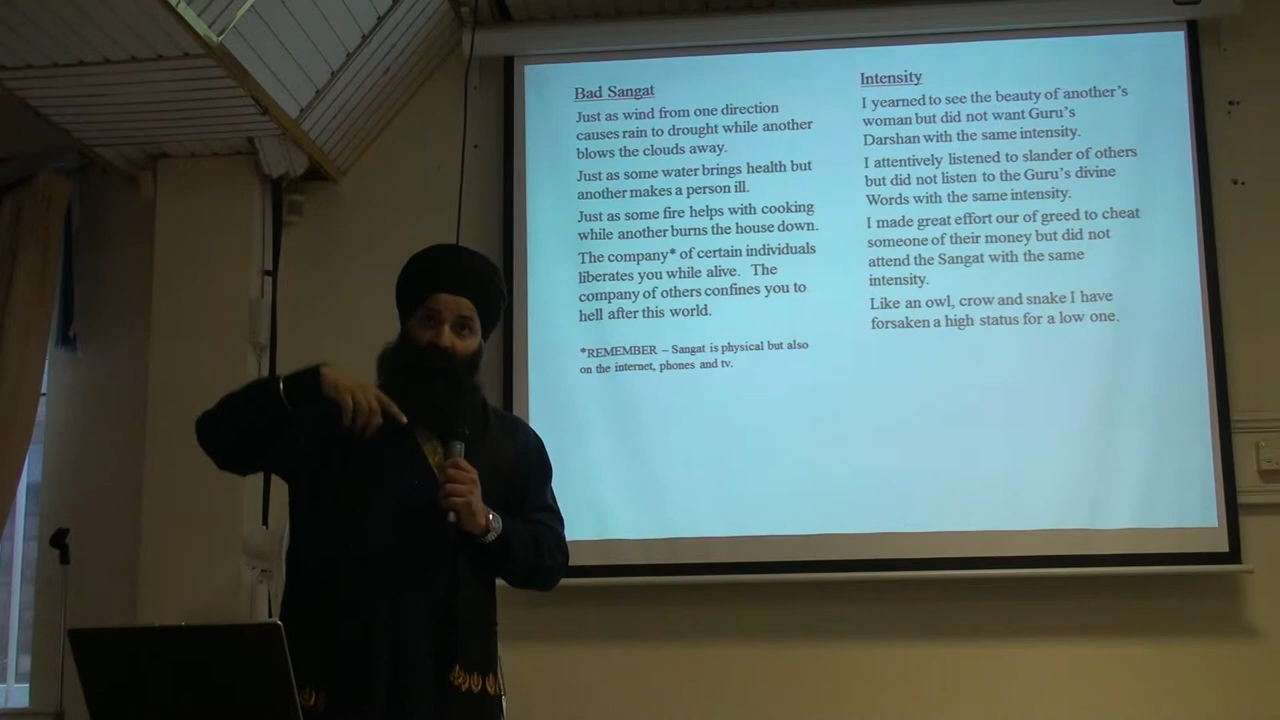 Bad Sangat
Just as wind from one direction
causes rain to drought while another
blows the clouds away.
Just as some water brings health but
another makes a person ill.
Just as some fire helps with cooking
while another burns the house down.
The company* of certain individuals
liberates you while alive. The
company of others confines you to
hell after this world.
*REMEMBER – Sangat is physical but also
on the internet, phones and tv.
Intensity
I yearned to see the beauty of another's
woman but did not want Guru's
Darshan with the same intensity.
I attentively listened to slander of others
but did not listen to the Guru's divine
Words with the same intensity.
I made great effort our of greed to cheat
someone of their money but did not
attend the Sangat with the same
intensity.
Like an owl, crow and snake I have
forsaken a high status for a low one.